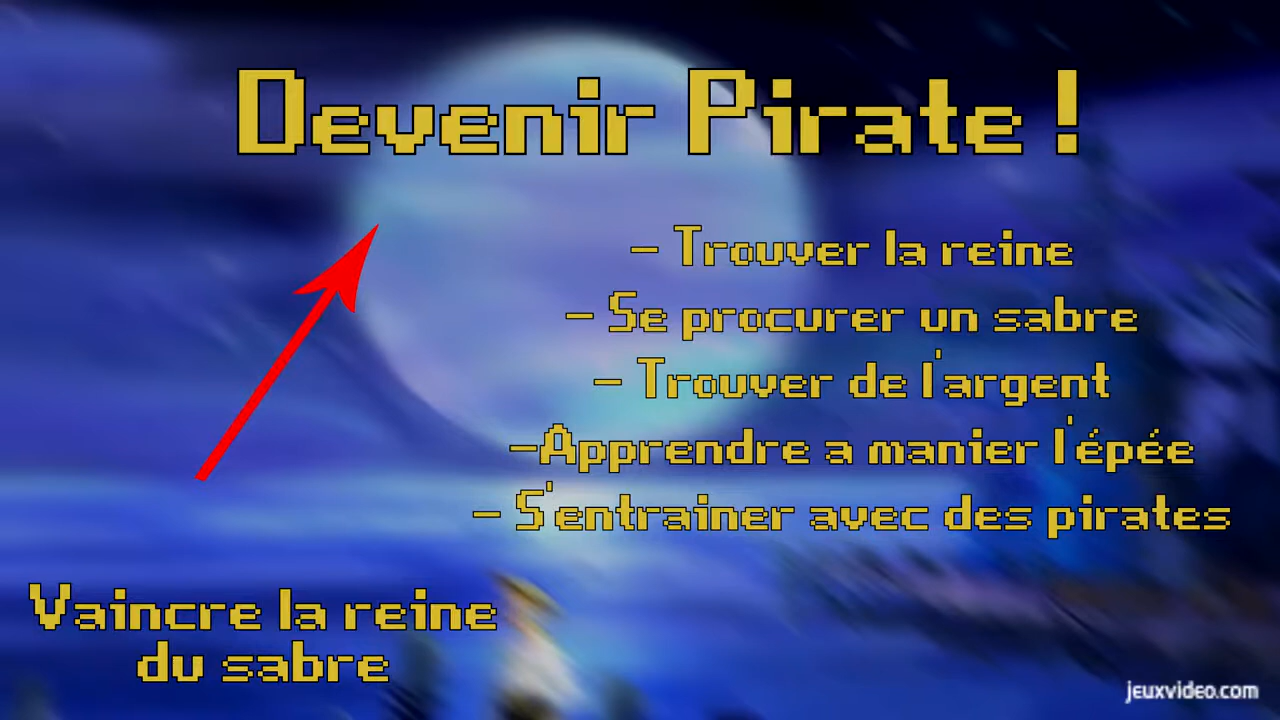 Devenir Pirate !
- Trouver la reine
- Se procurer un sabre
- Trouver de l'argent
-Apprendre a manier l'épée
- S'entrainer avec des pirates
Vaincre la reine
du sabre
jeuxvideo.com